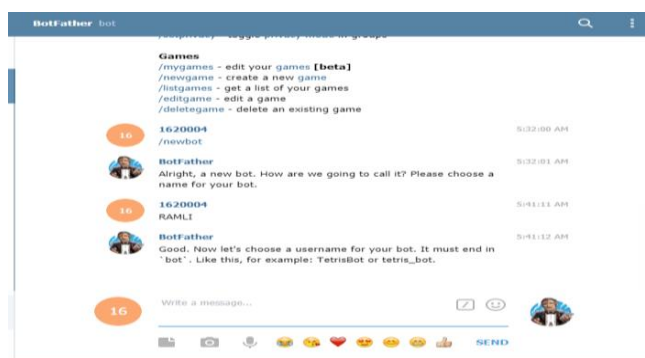 BotFather bot
/setprivacy - toggle privacy mode in groups
Games
/mygames - edit your games [beta]
/newgame - create a new game
/listgames - get a list of your games
/editgame - edit a game
/deletegame - delete an existing game
16
1620004
5:32:00 AM
/newbot
BotFather
5:32:01 AM
Alright, a new bot. How are we going to call it? Please choose a
name for your bot.
16
1620004
5:41:11 AM
RAMLI
BotFather
5:41:12 AM
Good. Now let's choose a username for your bot. It must end in
`bot`. Like this, for example: TetrisBot or tetris_bot.
16
Write a message...
SEND